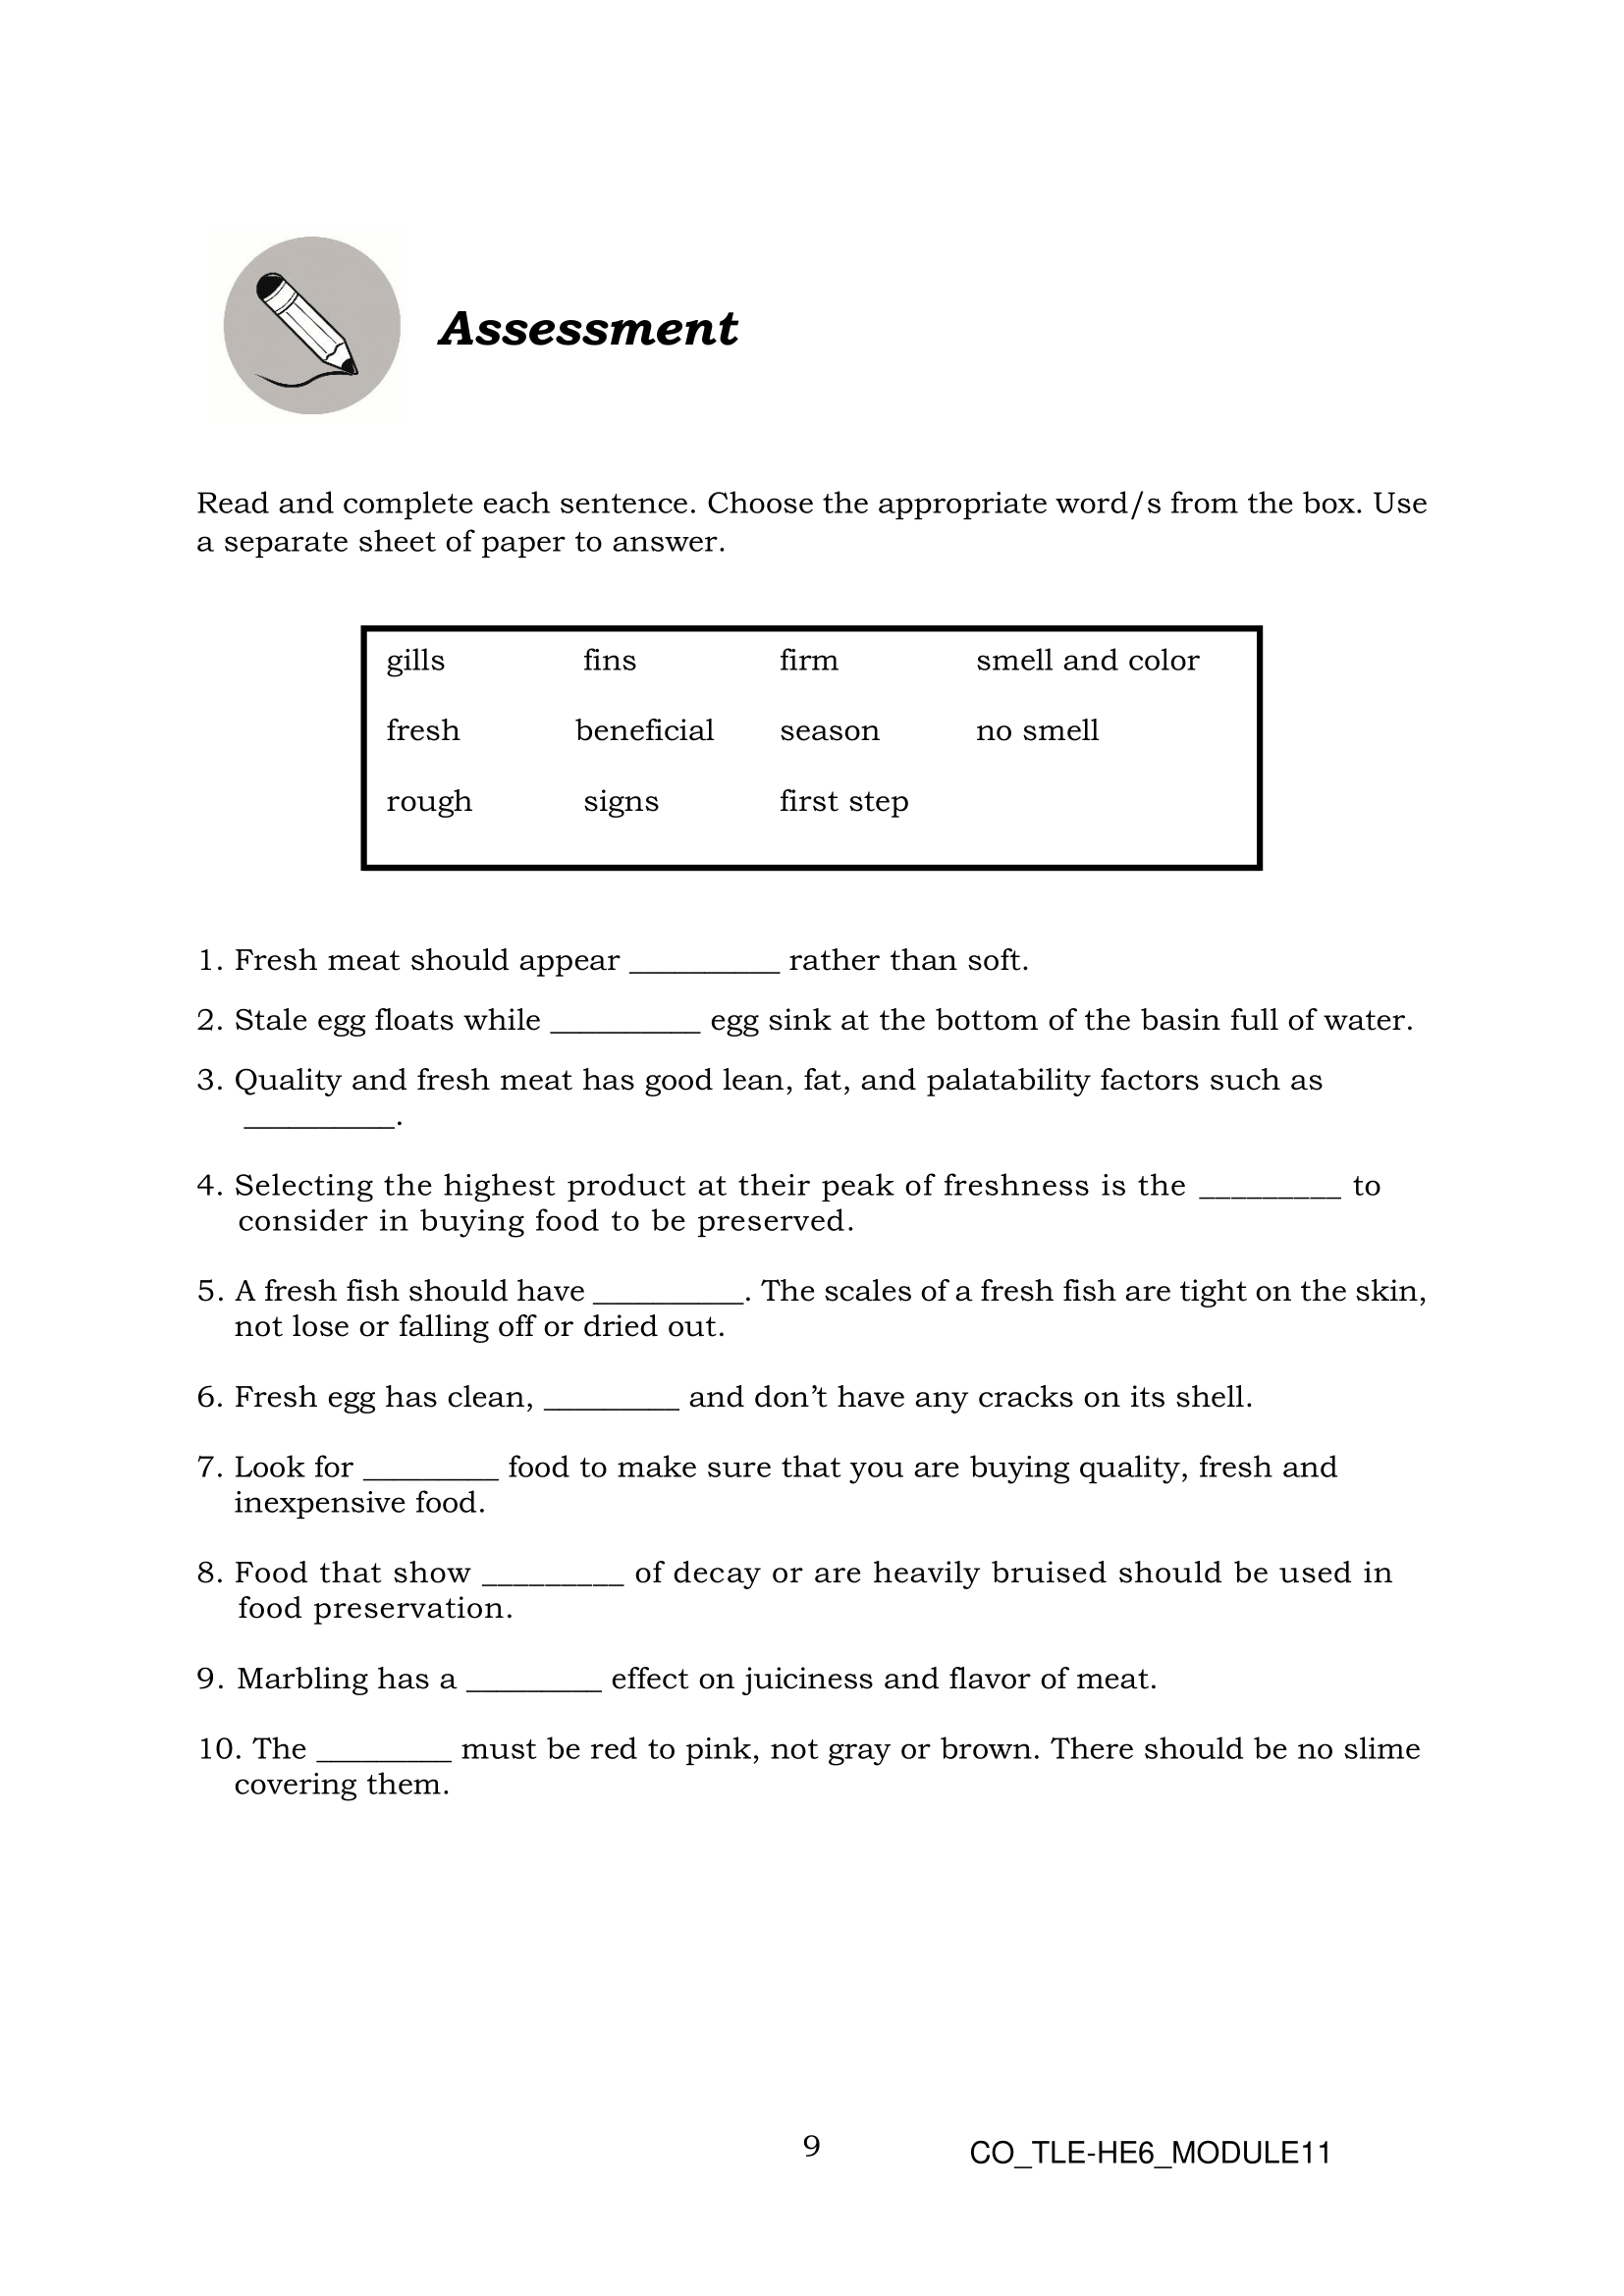 Assessment
Read and complete each sentence. Choose the appropriate word/s from the box. Use
a separate sheet of paper to answer.
gills fins firm smell and color
fresh beneficial season no smell
rough signs first step
1. Fresh meat should appear __________ rather than soft.
2. Stale egg floats while __________ egg sink at the bottom of the basin full of water.
3. Quality and fresh meat has good lean, fat, and palatability factors such as
__________.
4. Selecting the highest product at their peak of freshness is the _________ to
consider in buying food to be preserved.
5. A fresh fish should have __________. The scales of a fresh fish are tight on the skin,
not lose or falling off or dried out.
6. Fresh egg has clean, _________ and don’t have any cracks on its shell.
7. Look for _________ food to make sure that you are buying quality, fresh and
inexpensive food.
8. Food that show _________ of decay or are heavily bruised should be used in
food preservation.
9. Marbling has a _________ effect on juiciness and flavor of meat.
10. The _________ must be red to pink, not gray or brown. There should be no slime
covering them.
9 CO_TLE-HE6_MODULE11